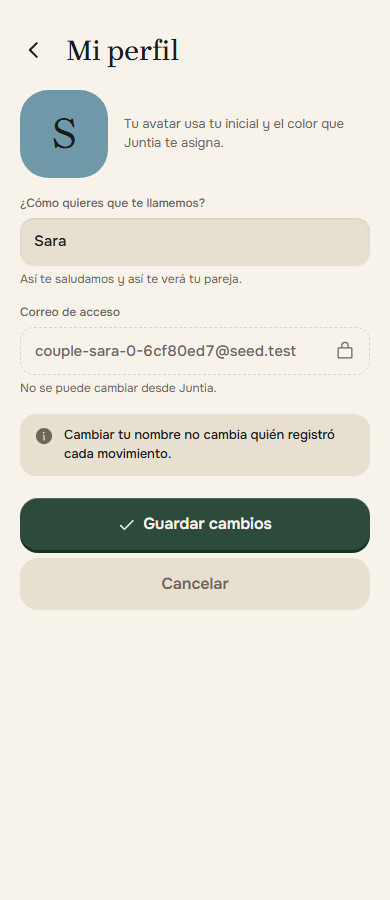 Mi perfil
S
Tu avatar usa tu inicial y el color que
Juntia te asigna.
¿Cómo quieres que te llamemos?
Sara
Así te saludamos y así te verá tu pareja.
Correo de acceso
couple-sara-0-6cf80ed7@seed.test
No se puede cambiar desde Juntia.
Cambiar tu nombre no cambia quién registró
cada movimiento.
Guardar cambios
Cancelar